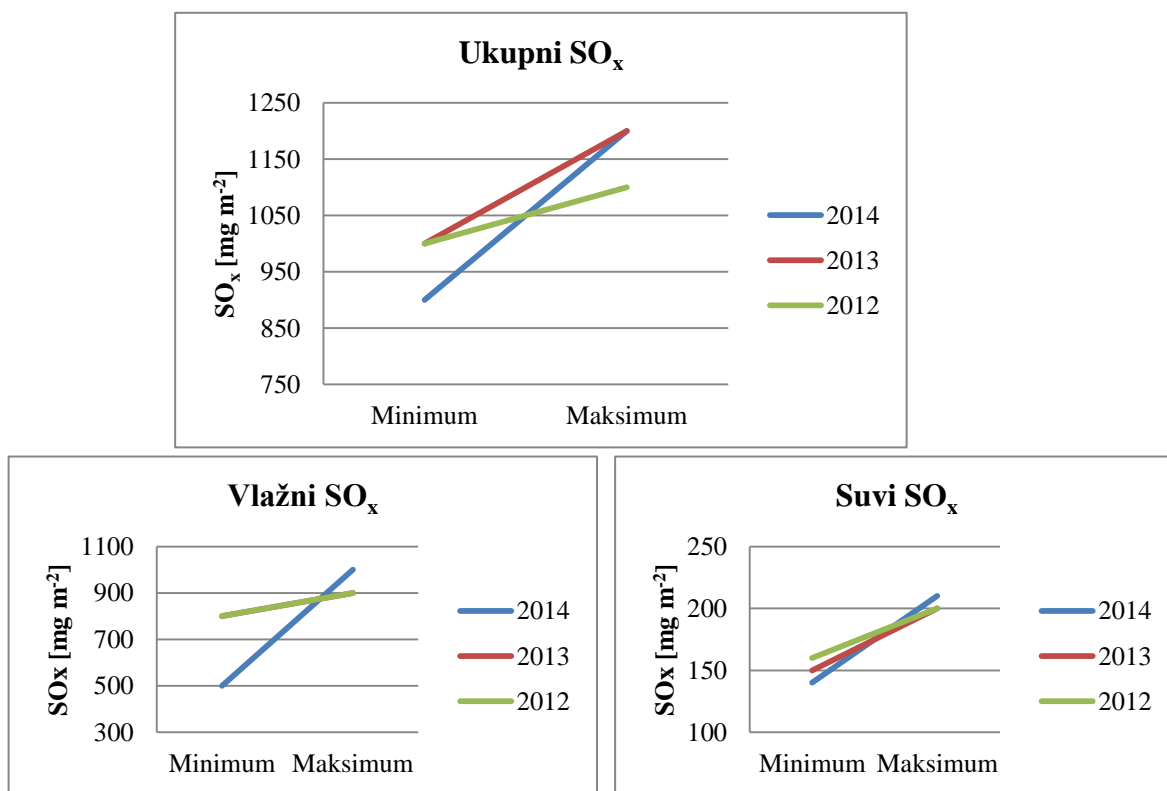 Ukupni SOₓ
1250
1150
1050
950
850
750
SOₓ [mg m⁻²]
Minimum Maksimum
2014
2013
2012
Vlažni SOₓ
1100
900
700
500
300
SOx [mg m⁻²]
Minimum Maksimum
2014
2013
2012
Suvi SOₓ
250
200
150
100
SOx [mg m⁻²]
Minimum Maksimum
2014
2013
2012